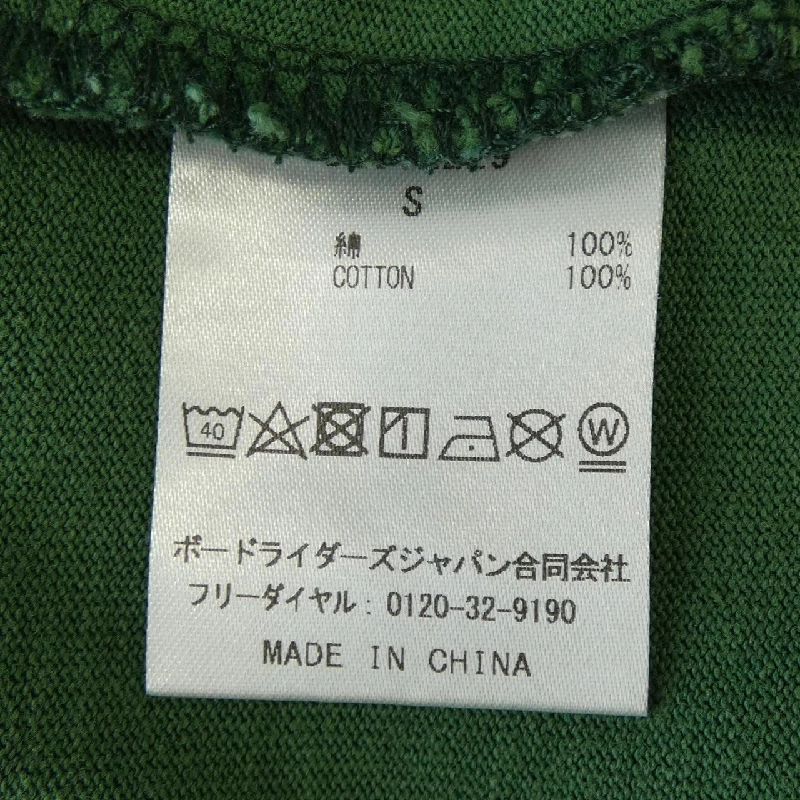 S
綿 100%
COTTON 100%
40 W
ボードライダーズジャパン合同会社
フリーダイヤル：0120-32-9190
MADE IN CHINA